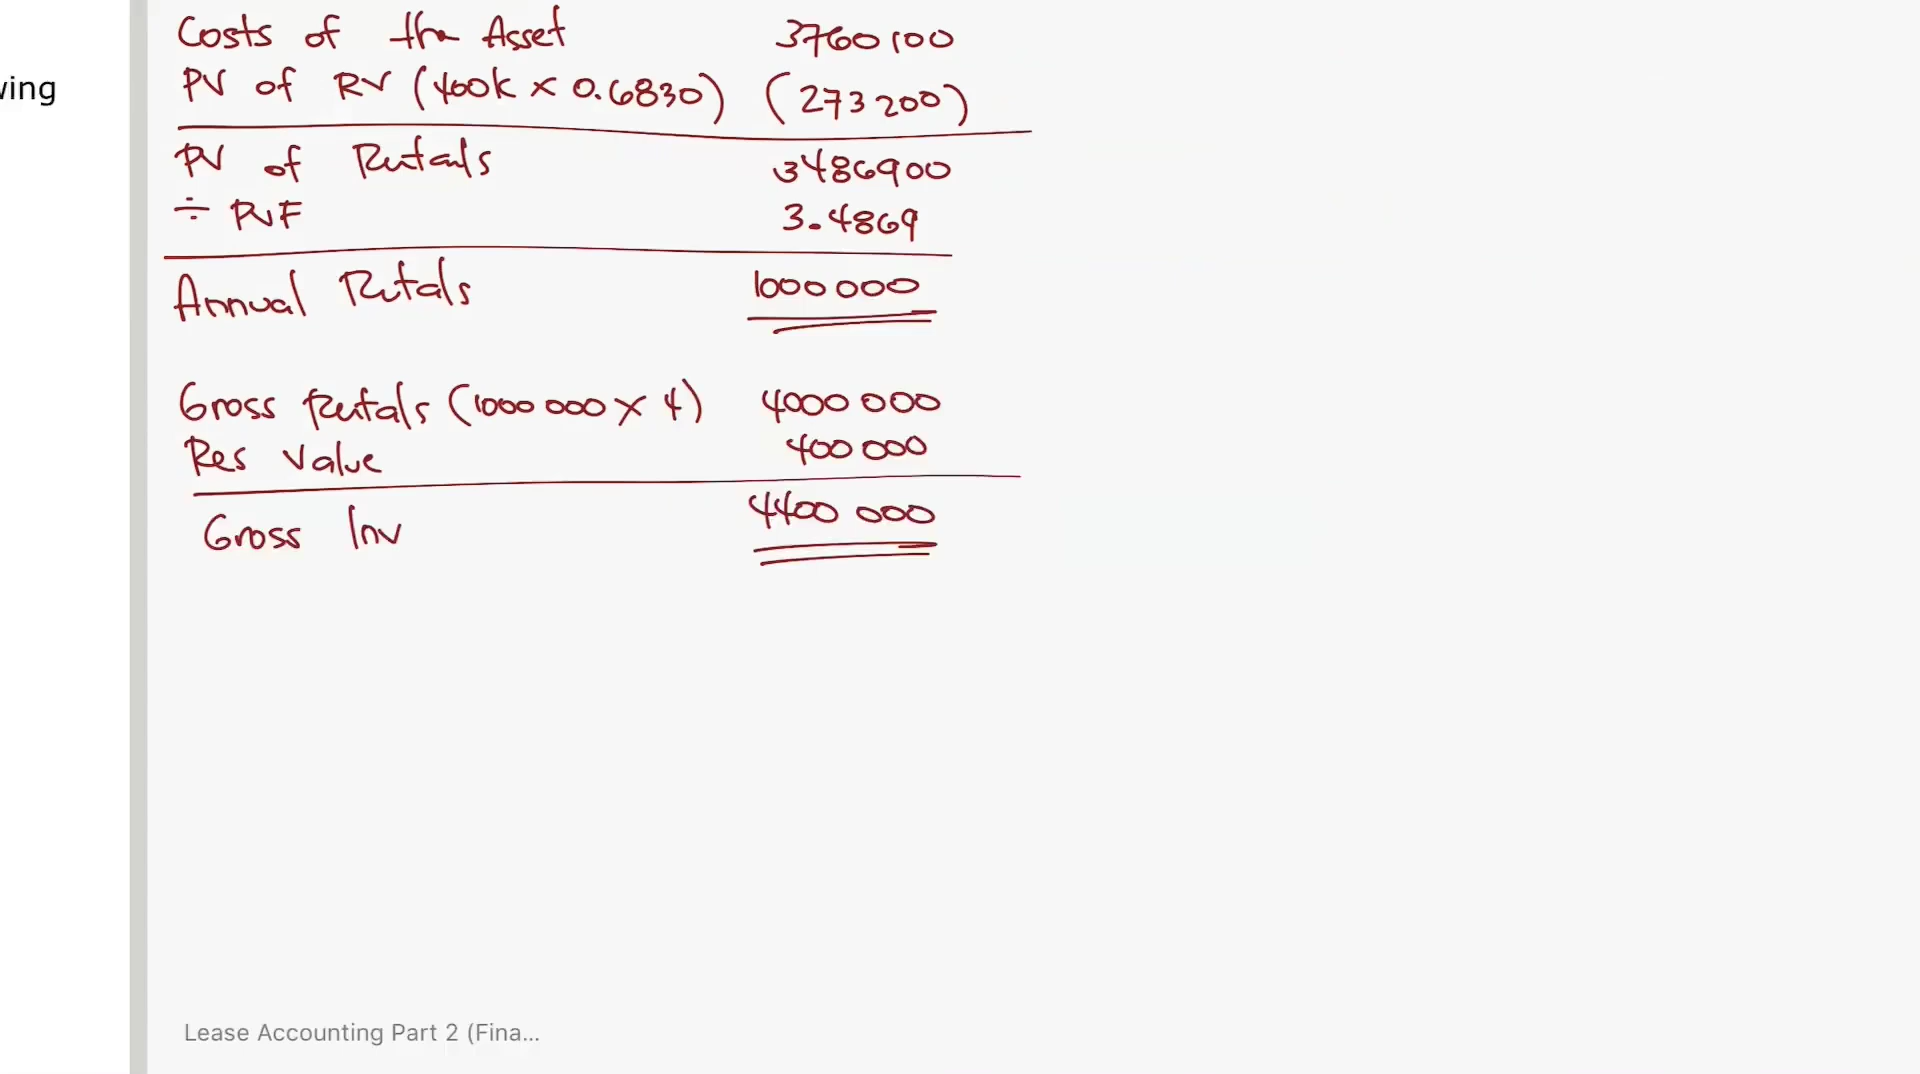 wing
Costs of the Asset 3760100
PV of RV (400k × 0.6830) (273200)
PV of Rentals 3486900
÷ PVF 3.4869
Annual Rentals 1000000
Gross Rentals (1000000 × 4) 4000000
Res Value 400000
Gross Inv 4400000
Lease Accounting Part 2 (Fina...